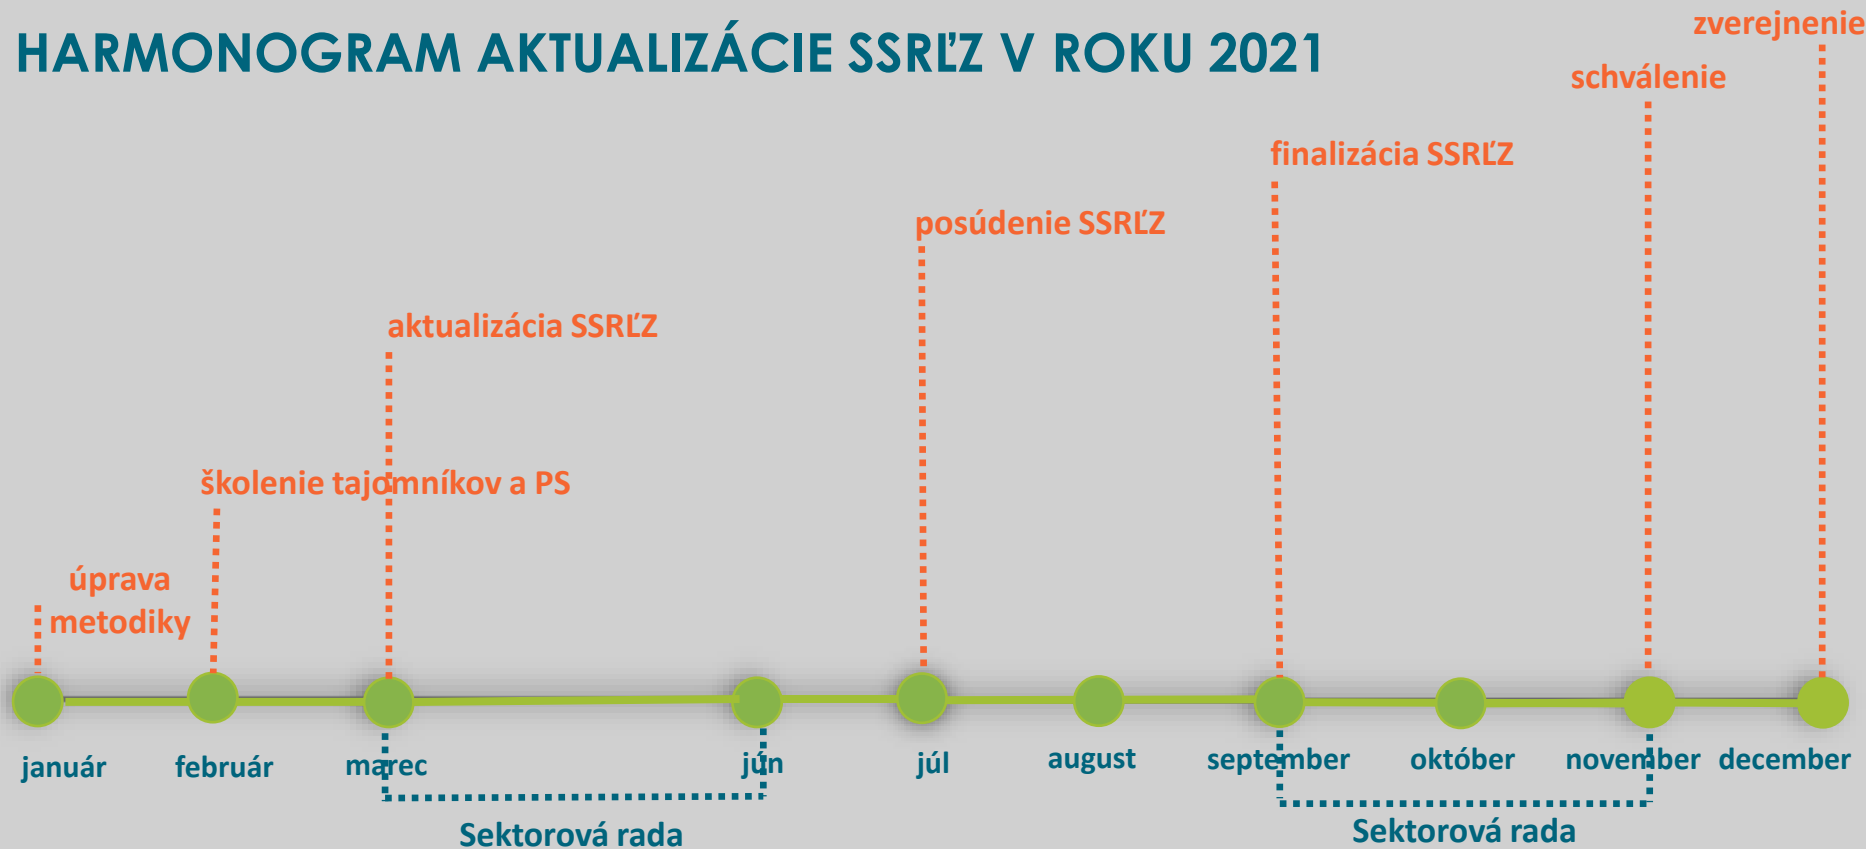 HARMONOGRAM AKTUALIZÁCIE SSRĽZ V ROKU 2021
zverejnenie
schválenie
finalizácia SSRĽZ
posúdenie SSRĽZ
aktualizácia SSRĽZ
školenie tajomníkov a PS
úprava
metodiky
január
február
marec
jún
júl
august
september
október
november
december
Sektorová rada
Sektorová rada